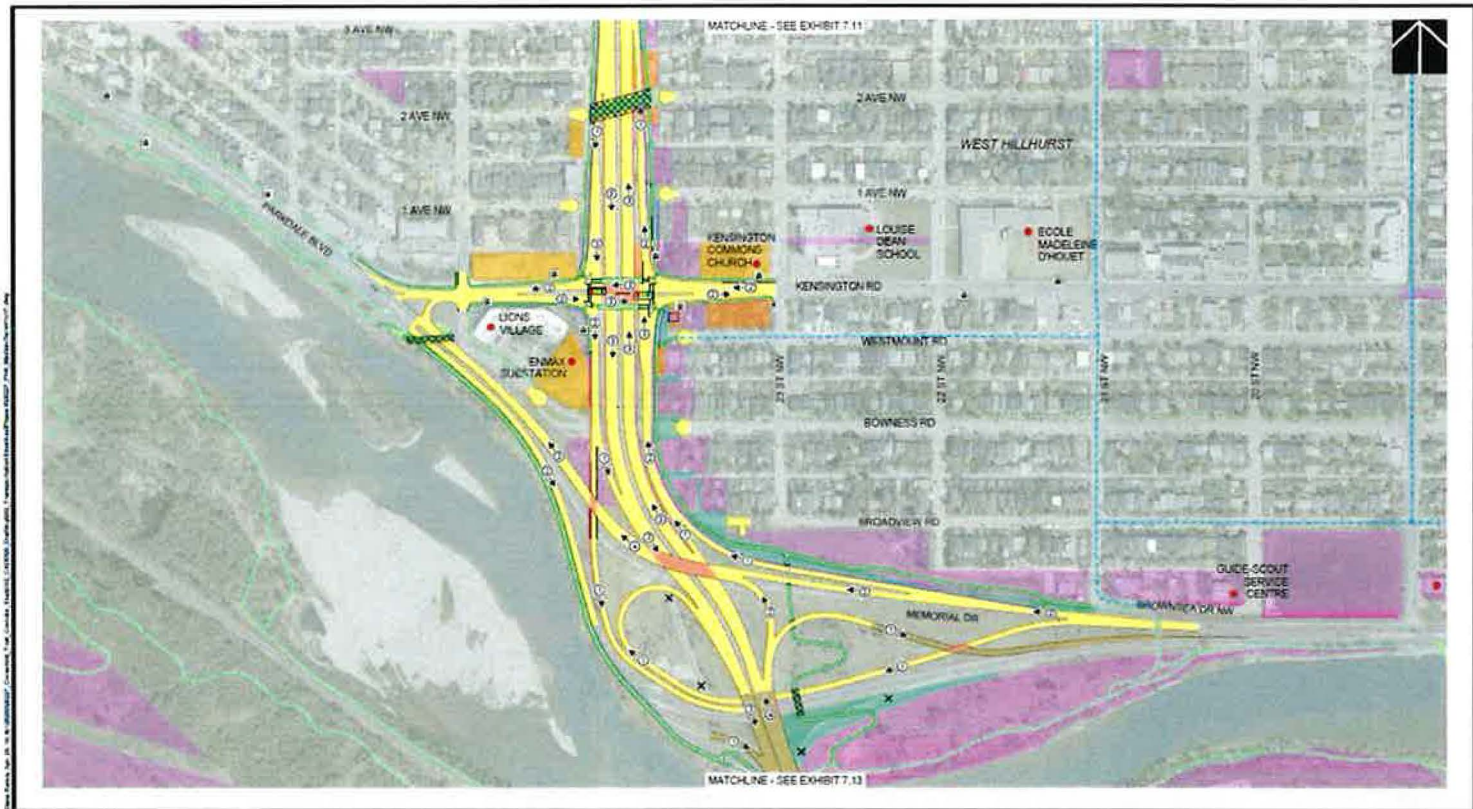 MATCHLINE - SEE EXHIBIT 7.11
3 AVE NW
2 AVE NW
2 AVE NW
WEST HILLHURST
1 AVE NW
1 AVE NW
PARKDALE BLVD
KENSINGTON
COMMONS
CHURCH
LOUISE
DEAN
SCHOOL
ECOLE
MADELEINE
D'HOUET
KENSINGTON RD
LIONS
VILLAGE
ENMAX
SUBSTATION
WESTMOUNT RD
23 ST NW
22 ST NW
21 ST NW
20 ST NW
BOWNESS RD
BROADVIEW RD
GUIDE-SCOUT
SERVICE
CENTRE
MEMORIAL DR
BROWNSEA DR NW
MATCHLINE - SEE EXHIBIT 7.13